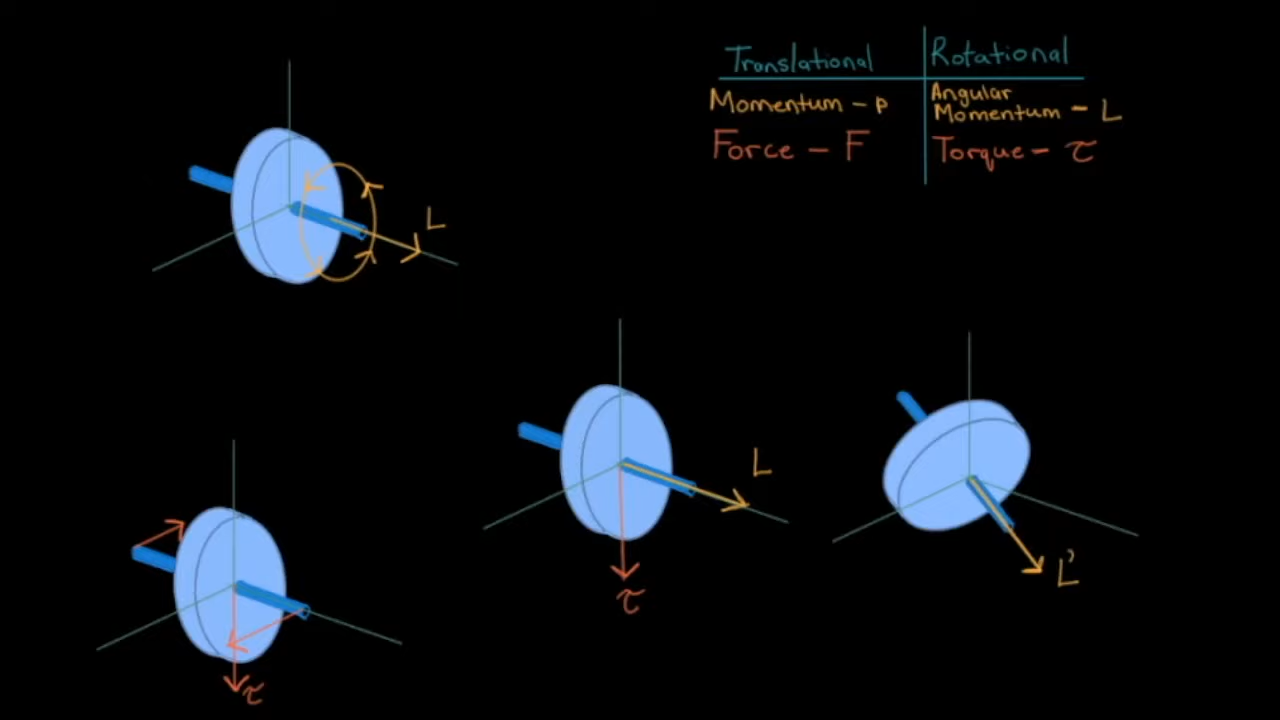 Translational Rotational
Momentum - p Angular Momentum - L
Force - F Torque - τ
L
L
τ
L'
τ